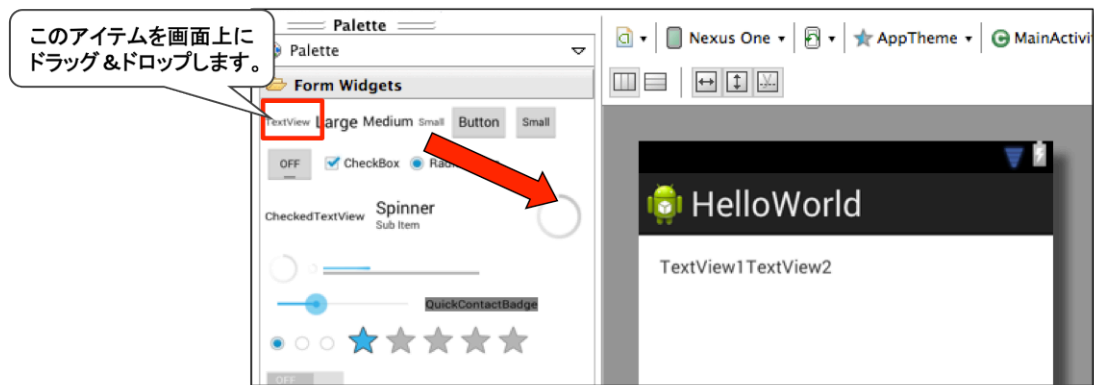 このアイテムを画面上に
ドラッグ&ドロップします。
Palette
Palette
Form Widgets
TextView Large Medium Small Button Small
OFF CheckBox
CheckedTextView Spinner
Sub Item
QuickContactBadge
OFF
Nexus One AppTheme MainActivi
HelloWorld
TextView1TextView2